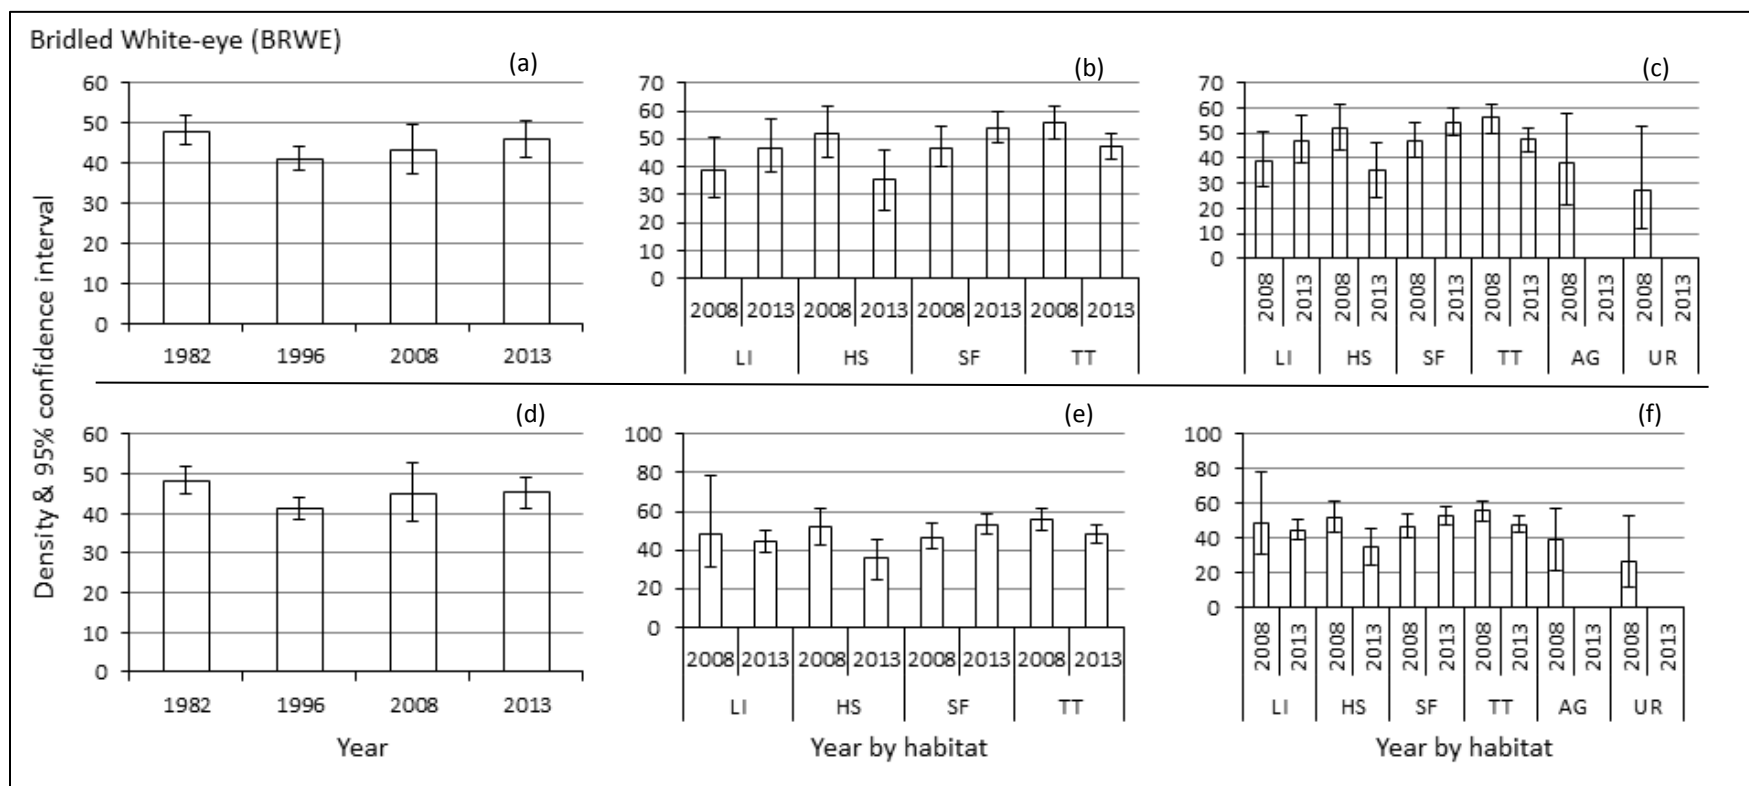 Bridled White-eye (BRWE)
Density & 95% confidence interval
(a)
60
50
40
30
20
10
0
1982 1996 2008 2013
(b)
70
60
50
40
30
20
10
0
2008 2013 2008 2013 2008 2013 2008 2013
LI HS SF TT
(c)
70
60
50
40
30
20
10
0
2008 2013 2008 2013 2008 2013 2008 2013 2008 2013 2008 2013
LI HS SF TT AG UR
(d)
60
50
40
30
20
10
0
1982 1996 2008 2013
Year
(e)
100
80
60
40
20
0
2008 2013 2008 2013 2008 2013 2008 2013
LI HS SF TT
Year by habitat
(f)
100
80
60
40
20
0
2008 2013 2008 2013 2008 2013 2008 2013 2008 2013 2008 2013
LI HS SF TT AG UR
Year by habitat